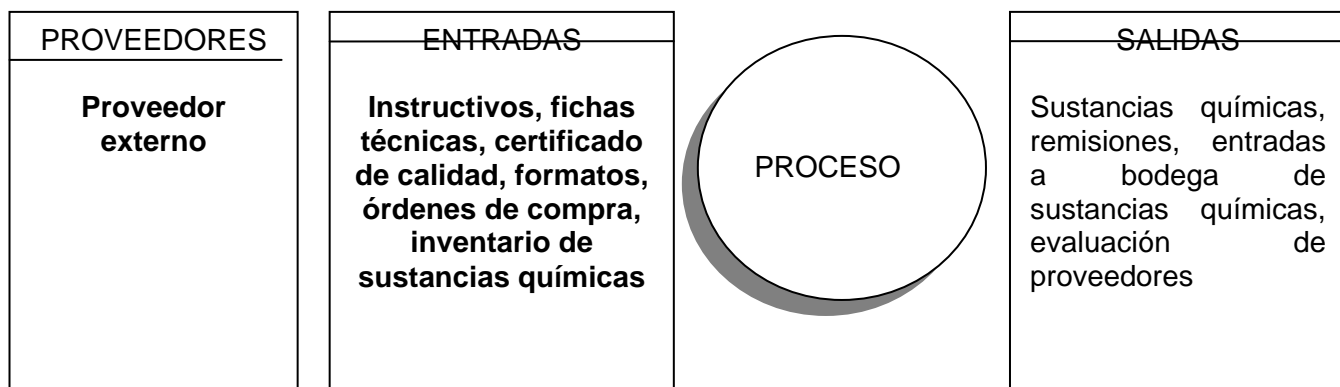 PROVEEDORES
Proveedor
externo
ENTRADAS
Instructivos, fichas
técnicas, certificado
de calidad, formatos,
órdenes de compra,
inventario de
sustancias químicas
PROCESO
SALIDAS
Sustancias químicas,
remisiones, entradas
a bodega de
sustancias químicas,
evaluación de
proveedores